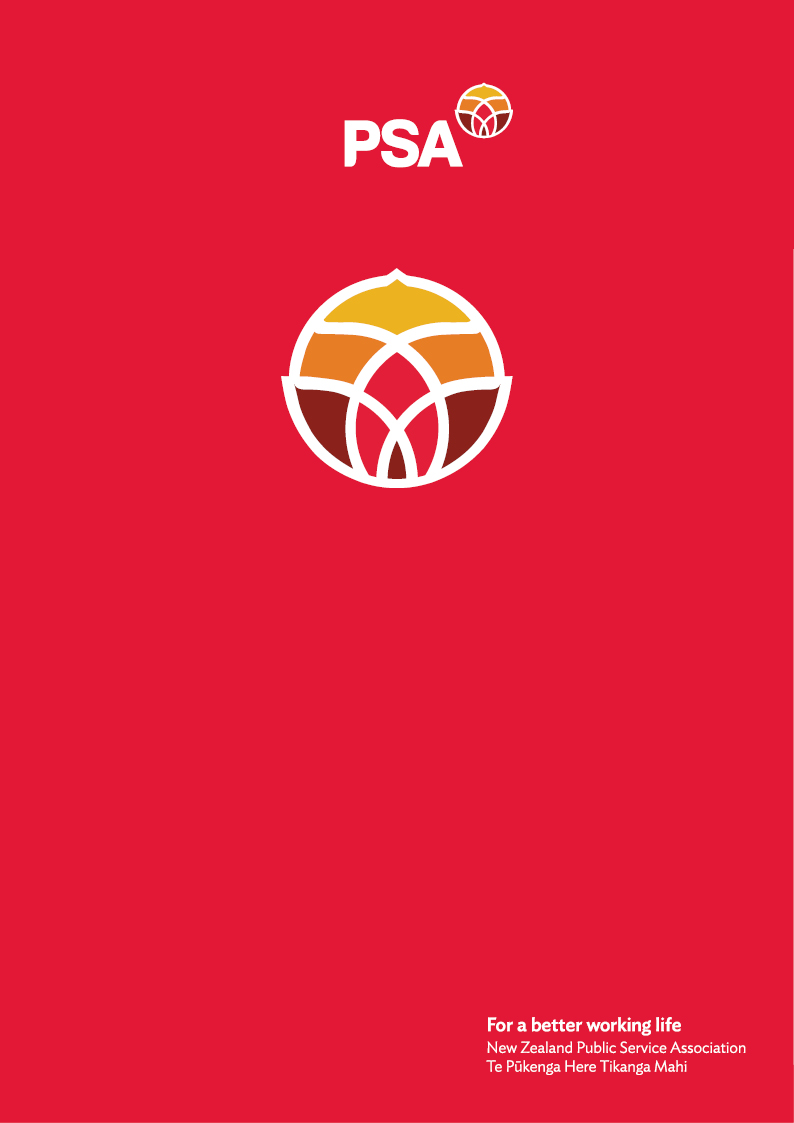 PSA
For a better working life
New Zealand Public Service Association
Te Pūkenga Here Tikanga Mahi